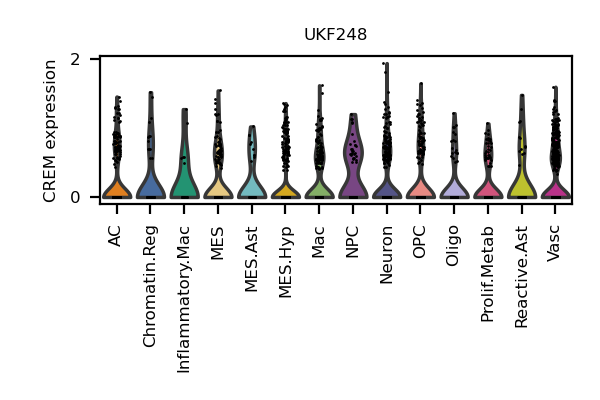 UKF248
CREM expression
2
0
AC
Chromatin.Reg
Inflammatory.Mac
MES
MES.Ast
MES.Hyp
Mac
NPC
Neuron
OPC
Oligo
Prolif.Metab
Reactive.Ast
Vasc